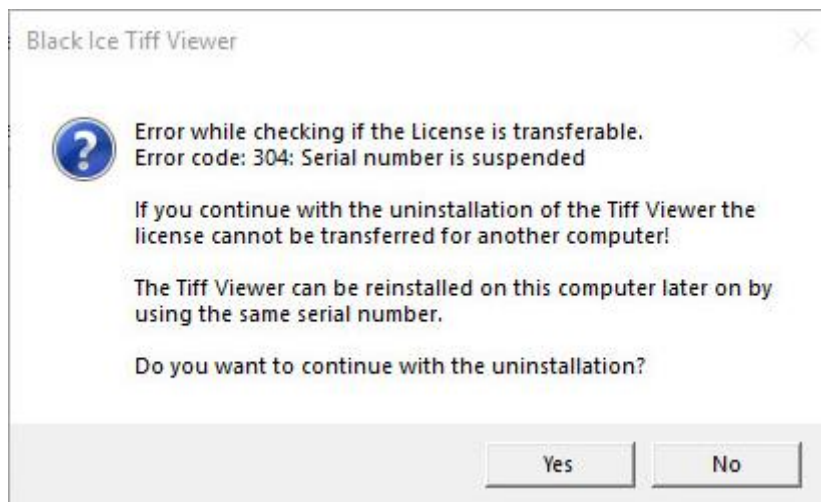 Black Ice Tiff Viewer
Error while checking if the License is transferable.
Error code: 304: Serial number is suspended
If you continue with the uninstallation of the Tiff Viewer the
license cannot be transferred for another computer!
The Tiff Viewer can be reinstalled on this computer later on by
using the same serial number.
Do you want to continue with the uninstallation?
Yes
No